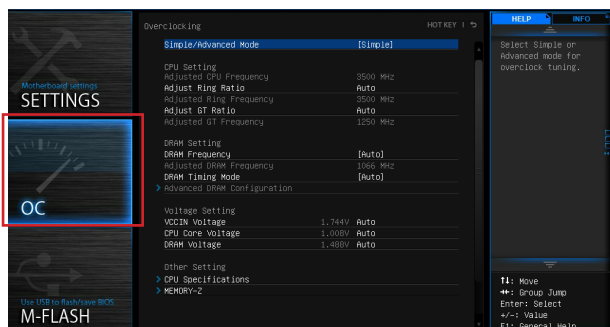 Overclocking
HOT KEY | ↩
HELP
INFO
Simple/Advanced Mode [Simple]
CPU Setting
Adjusted CPU Frequency 3500 MHz
Adjust Ring Ratio Auto
Adjusted Ring Frequency 3500 MHz
Adjust GT Ratio Auto
Adjusted GT Frequency 1250 MHz
DRAM Setting
DRAM Frequency [Auto]
Adjusted DRAM Frequency 1066 MHz
DRAM Timing Mode [Auto]
> Advanced DRAM Configuration
Voltage Setting
VCCIN Voltage 1.744V Auto
CPU Core Voltage 1.008V Auto
DRAM Voltage 1.488V Auto
Other Setting
> CPU Specifications
> MEMORY-Z
Motherboard settings
SETTINGS
OC
Use USB to flash/save BIOS
M-FLASH
Select Simple or
Advanced mode for
overclock tuning.
↑↓: Move
↔: Group Jump
Enter: Select
+/-: Value
F1: General Help